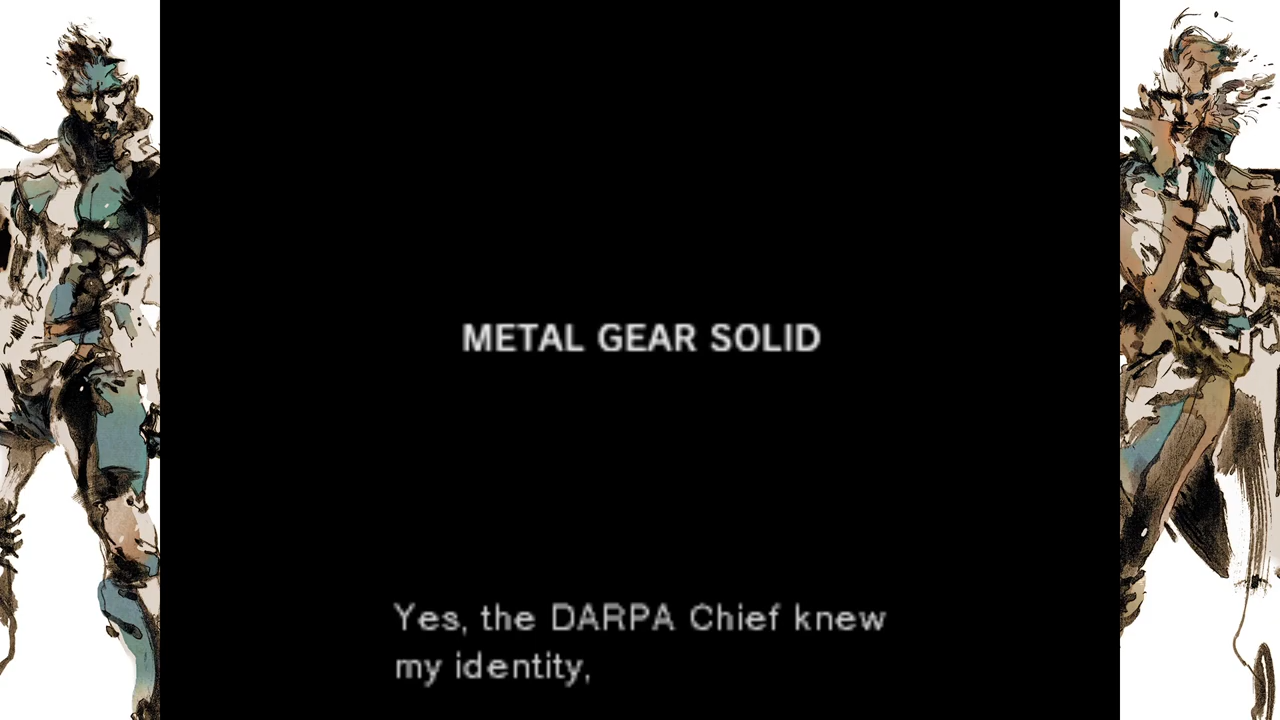 METAL GEAR SOLID
Yes, the DARPA Chief knew
my identity,